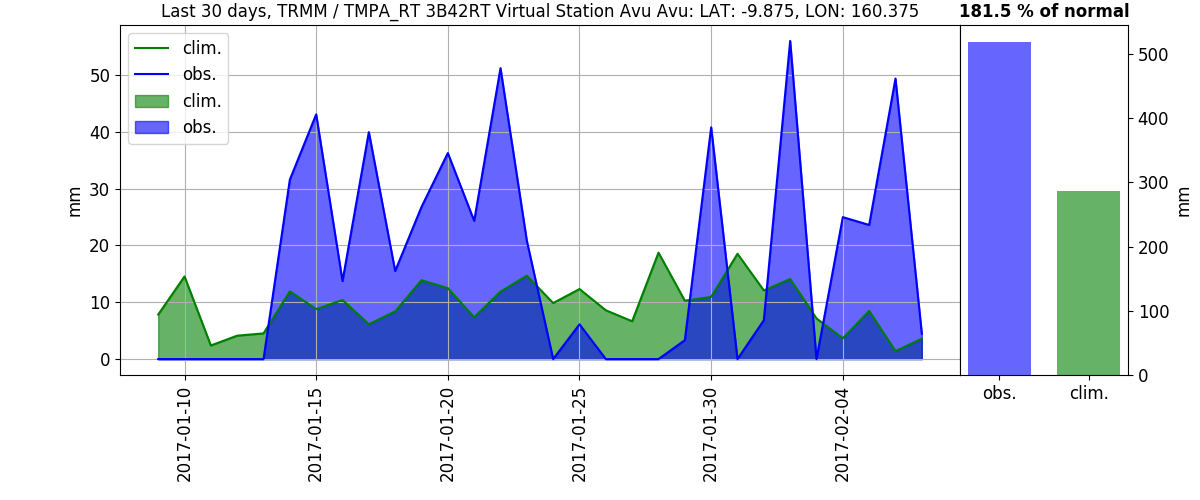 Last 30 days, TRMM / TMPA_RT 3B42RT Virtual Station Avu Avu: LAT: -9.875, LON: 160.375
181.5 % of normal
clim.
obs.
clim.
obs.
50
40
30
20
10
0
mm
2017-01-10
2017-01-15
2017-01-20
2017-01-25
2017-01-30
2017-02-04
500
400
300
200
100
0
mm
obs.
clim.